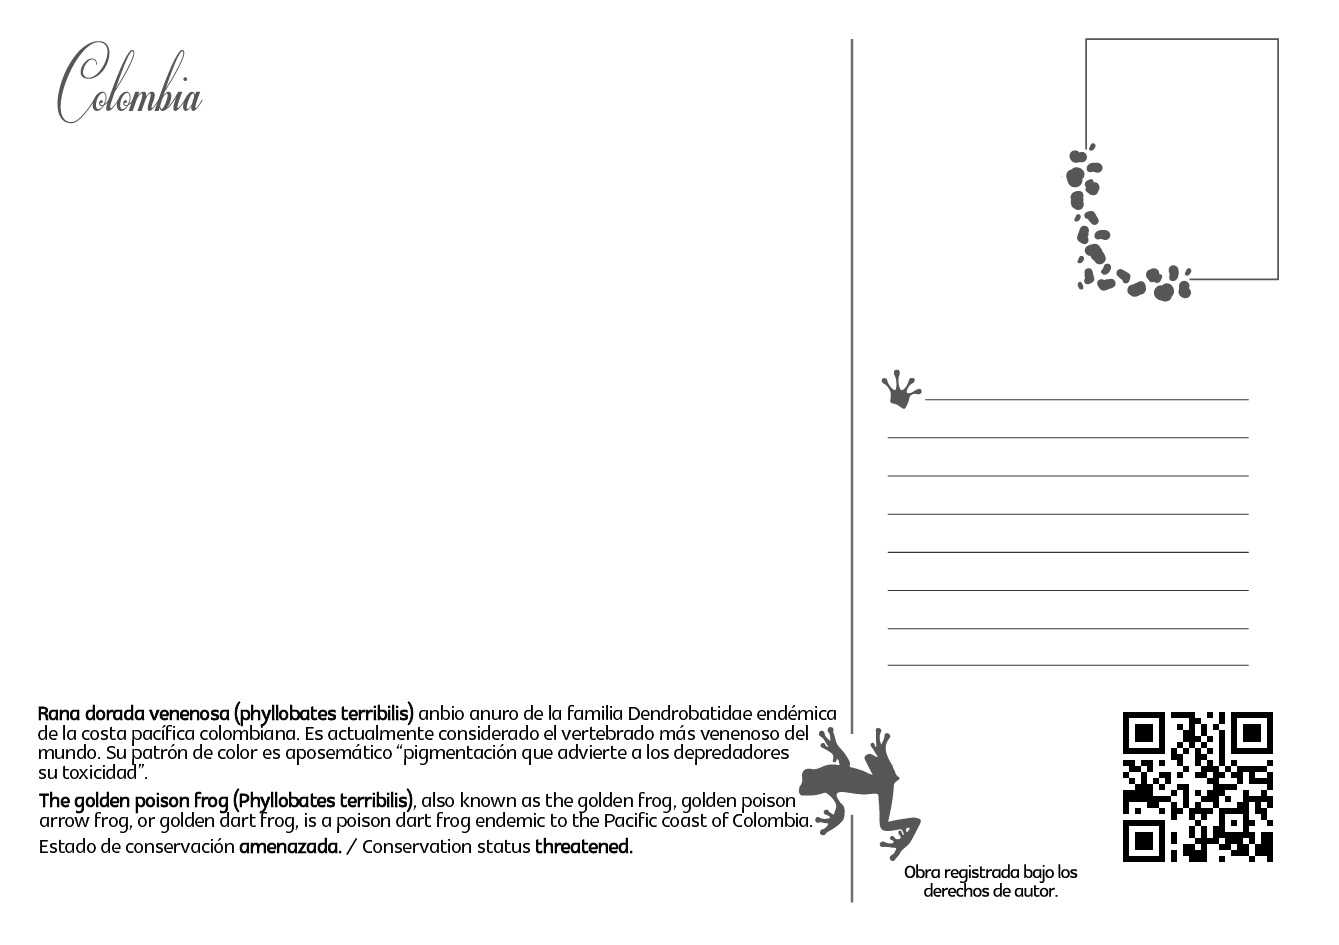 Colombia
Rana dorada venenosa (phyllobates terribilis) anbio anuro de la familia Dendrobatidae endémica
de la costa pacífica colombiana. Es actualmente considerado el vertebrado más venenoso del
mundo. Su patrón de color es aposemático “pigmentación que advierte a los depredadores
su toxicidad”.
The golden poison frog (Phyllobates terribilis), also known as the golden frog, golden poison
arrow frog, or golden dart frog, is a poison dart frog endemic to the Pacific coast of Colombia.
Estado de conservación amenazada. / Conservation status threatened.
Obra registrada bajo los
derechos de autor.